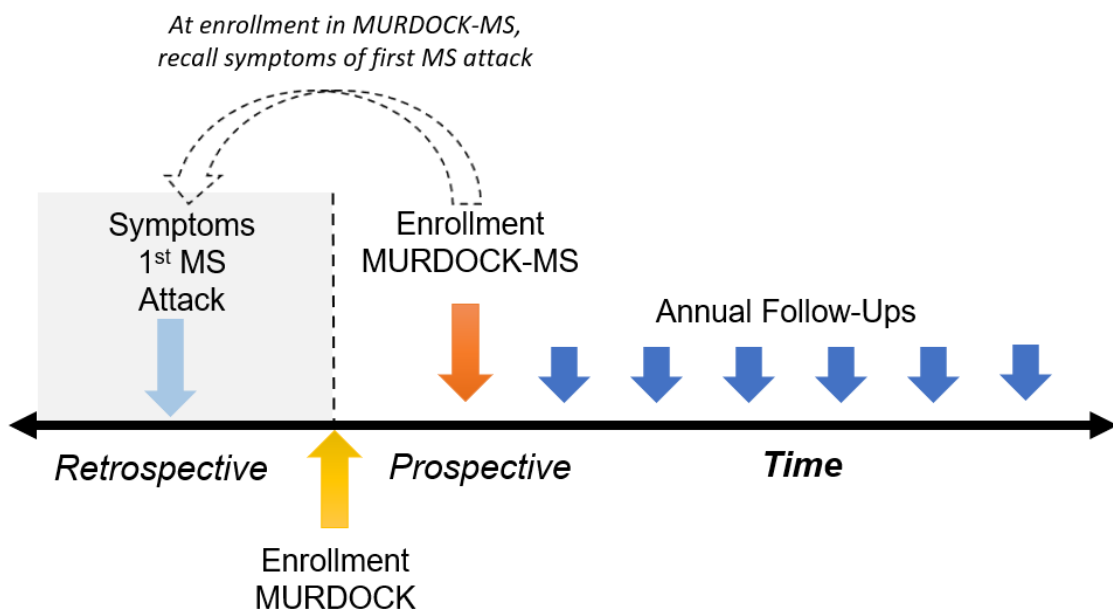 At enrollment in MURDOCK-MS,
recall symptoms of first MS attack
Symptoms
1st MS
Attack
Enrollment
MURDOCK-MS
Annual Follow-Ups
Retrospective
Prospective
Time
Enrollment
MURDOCK